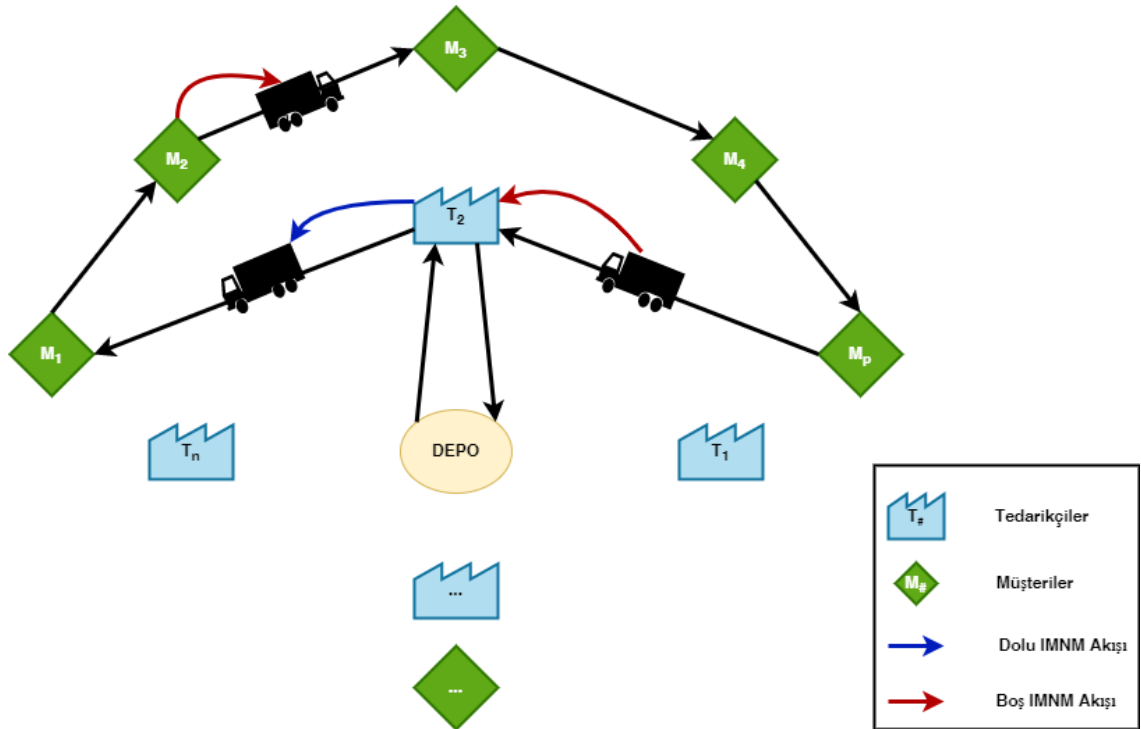 M3
M2
M4
T2
M1
Mp
Tn
DEPO
T1
T#
Tedarikçiler
...
M#
Müşteriler
Dolu IMNM Akışı
...
Boş IMNM Akışı